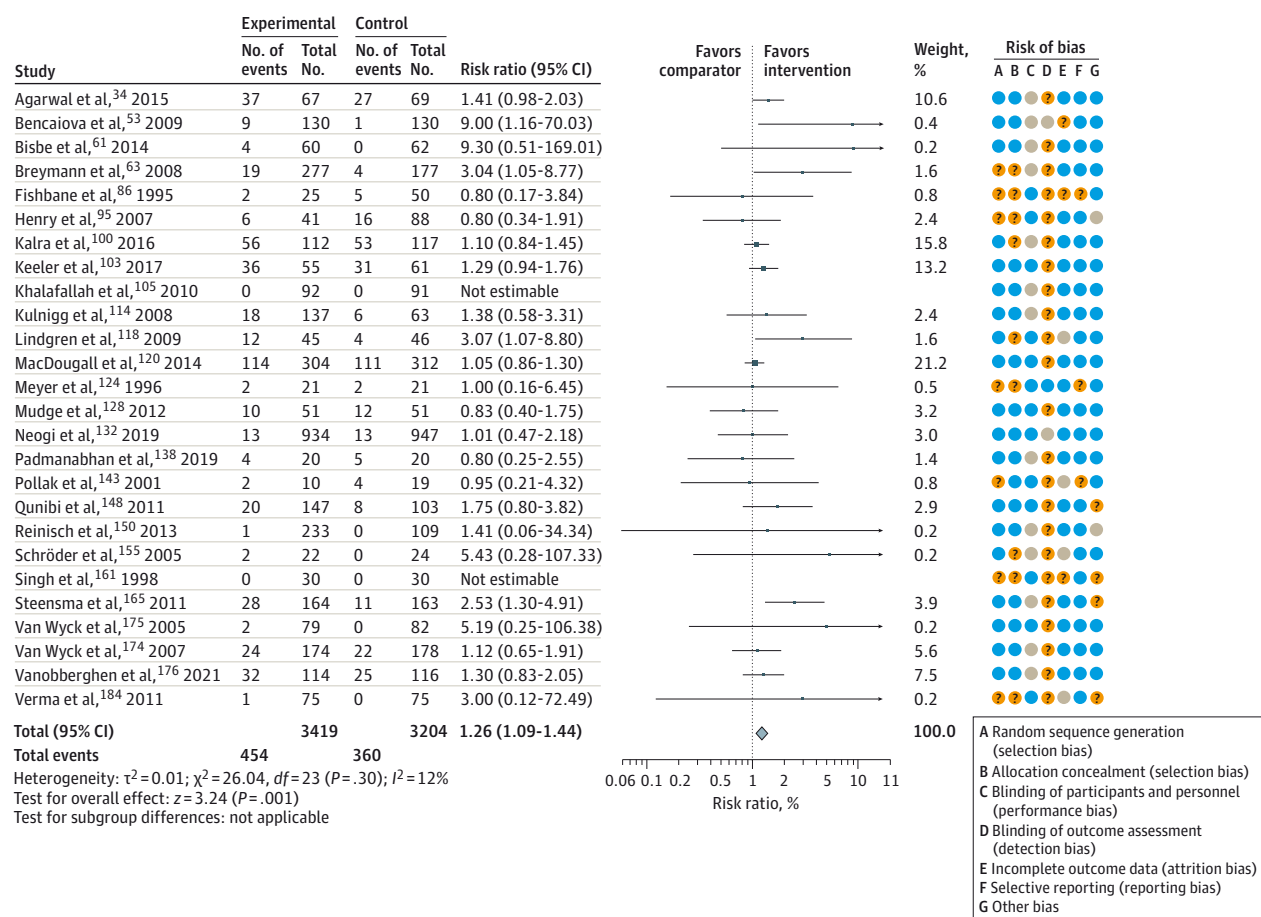 Experimental Control
Study No. of events Total No. No. of events Total No. Risk ratio (95% CI) Favors comparator Favors intervention Weight, % Risk of bias
A B C D E F G
Agarwal et al,34 2015 37 67 27 69 1.41 (0.98-2.03) 10.6 ?
Bencaiova et al,53 2009 9 130 1 130 9.00 (1.16-70.03) 0.4 ?
Bisbe et al,61 2014 4 60 0 62 9.30 (0.51-169.01) 0.2 ?
Breymann et al,63 2008 19 277 4 177 3.04 (1.05-8.77) 1.6 ? ? ?
Fishbane et al,86 1995 2 25 5 50 0.80 (0.17-3.84) 0.8 ? ? ? ? ?
Henry et al,95 2007 6 41 16 88 0.80 (0.34-1.91) 2.4 ? ? ?
Kalra et al,100 2016 56 112 53 117 1.10 (0.84-1.45) 15.8 ? ?
Keeler et al,103 2017 36 55 31 61 1.29 (0.94-1.76) 13.2 ?
Khalafallah et al,105 2010 0 92 0 91 Not estimable ?
Kulnigg et al,114 2008 18 137 6 63 1.38 (0.58-3.31) 2.4 ?
Lindgren et al,118 2009 12 45 4 46 3.07 (1.07-8.80) 1.6 ? ?
MacDougall et al,120 2014 114 304 111 312 1.05 (0.86-1.30) 21.2 ?
Meyer et al,124 1996 2 21 2 21 1.00 (0.16-6.45) 0.5 ? ? ?
Mudge et al,128 2012 10 51 12 51 0.83 (0.40-1.75) 3.2 ?
Neogi et al,132 2019 13 934 13 947 1.01 (0.47-2.18) 3.0
Padmanabhan et al,138 2019 4 20 5 20 0.80 (0.25-2.55) 1.4 ?
Pollak et al,143 2001 2 10 4 19 0.95 (0.21-4.32) 0.8 ? ? ?
Qunibi et al,148 2011 20 147 8 103 1.75 (0.80-3.82) 2.9 ? ?
Reinisch et al,150 2013 1 233 0 109 1.41 (0.06-34.34) 0.2 ?
Schröder et al,155 2005 2 22 0 24 5.43 (0.28-107.33) 0.2 ? ?
Singh et al,161 1998 0 30 0 30 Not estimable ? ? ? ? ?
Steensma et al,165 2011 28 164 11 163 2.53 (1.30-4.91) 3.9 ? ?
Van Wyck et al,175 2005 2 79 0 82 5.19 (0.25-106.38) 0.2 ?
Van Wyck et al,174 2007 24 174 22 178 1.12 (0.65-1.91) 5.6 ?
Vanobberghen et al,176 2021 32 114 25 116 1.30 (0.83-2.05) 7.5 ?
Verma et al,184 2011 1 75 0 75 3.00 (0.12-72.49) 0.2 ? ? ? ?
Total (95% CI) 3419 3204 1.26 (1.09-1.44) 100.0
Total events 454 360
Heterogeneity: τ2=0.01; χ2=26.04, df=23 (P=.30); I2=12%
Test for overall effect: z=3.24 (P=.001)
Test for subgroup differences: not applicable
0.06 0.1 0.2 0.5 1 2 5 10 11
Risk ratio, %
A Random sequence generation
(selection bias)
B Allocation concealment (selection bias)
C Blinding of participants and personnel
(performance bias)
D Blinding of outcome assessment
(detection bias)
E Incomplete outcome data (attrition bias)
F Selective reporting (reporting bias)
G Other bias